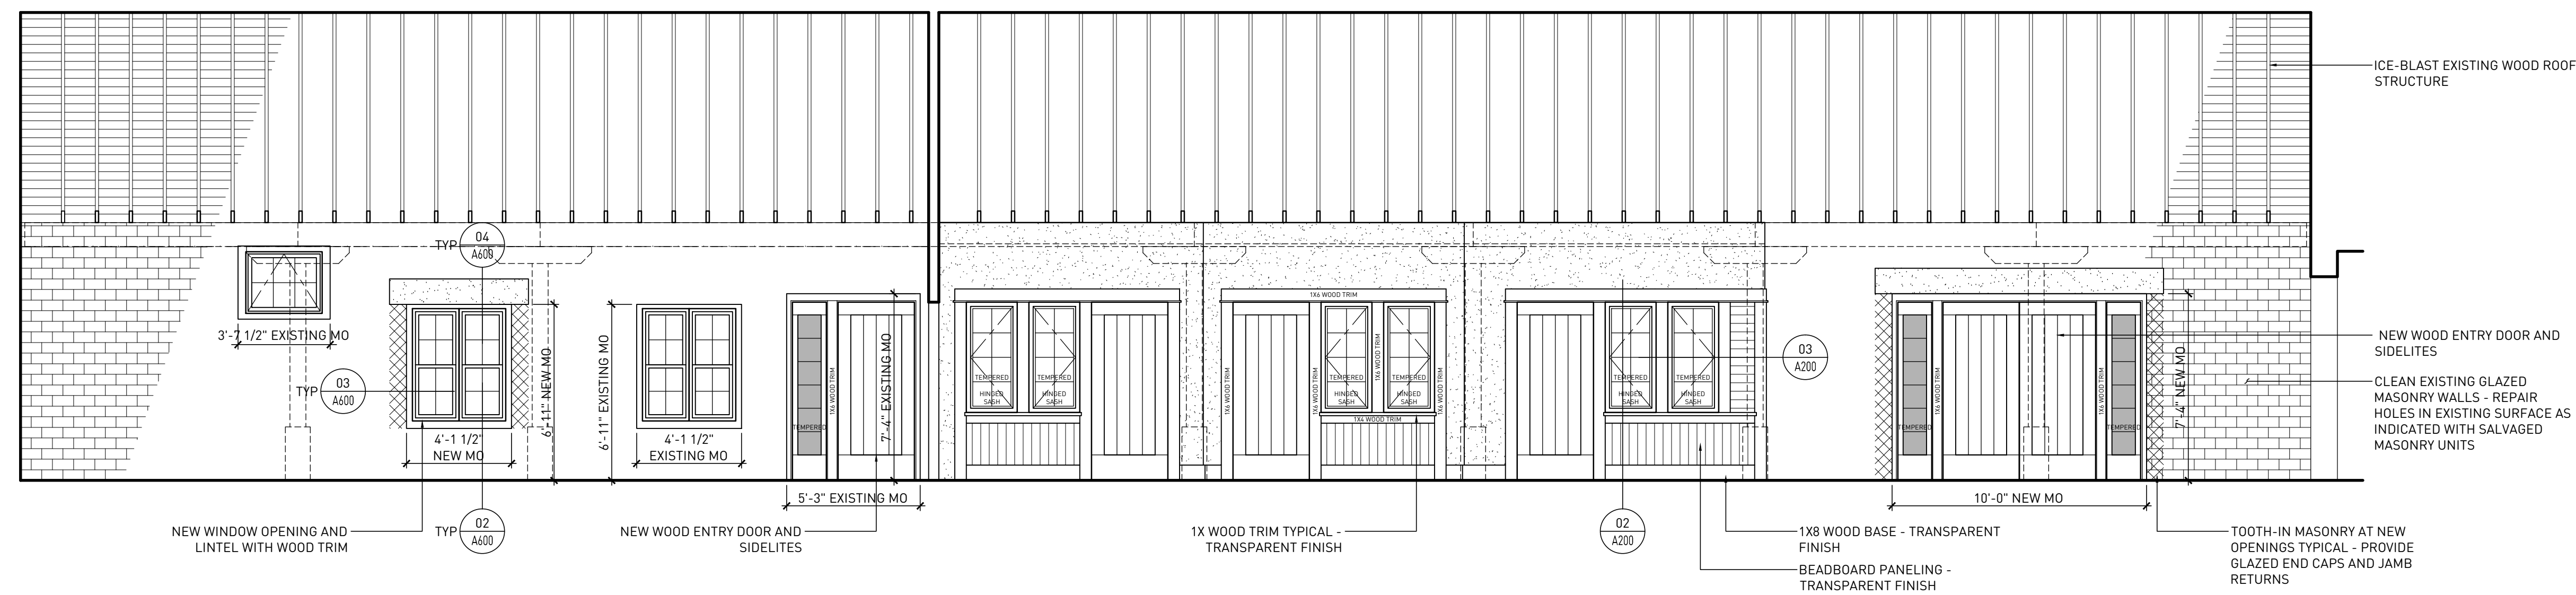 ICE-BLAST EXISTING WOOD ROOF
STRUCTURE
TYP
04
A600
3'-7 1/2" EXISTING MO
TYP
03
A600
4'-1 1/2"
NEW MO
6'-11" NEW MO
6'-11" EXISTING MO
4'-1 1/2"
EXISTING MO
TEMPERED
1X6 WOOD TRIM
7'-4" EXISTING MO
5'-3" EXISTING MO
TEMPERED
HINGED
SASH
TEMPERED
HINGED
SASH
1X6 WOOD TRIM
1X6 WOOD TRIM
1X6 WOOD TRIM
TEMPERED
HINGED
SASH
1X6 WOOD TRIM
TEMPERED
HINGED
SASH
1X6 WOOD TRIM
1X4 WOOD TRIM
TEMPERED
HINGED
SASH
TEMPERED
HINGED
SASH
03
A200
TEMPERED
1X6 WOOD TRIM
1X6 WOOD TRIM
TEMPERED
7'-4" NEW MO
10'-0" NEW MO
NEW WOOD ENTRY DOOR AND
SIDELITES
CLEAN EXISTING GLAZED
MASONRY WALLS - REPAIR
HOLES IN EXISTING SURFACE AS
INDICATED WITH SALVAGED
MASONRY UNITS
NEW WINDOW OPENING AND
LINTEL WITH WOOD TRIM
TYP
02
A600
NEW WOOD ENTRY DOOR AND
SIDELITES
1X WOOD TRIM TYPICAL -
TRANSPARENT FINISH
02
A200
1X8 WOOD BASE - TRANSPARENT
FINISH
BEADBOARD PANELING -
TRANSPARENT FINISH
TOOTH-IN MASONRY AT NEW
OPENINGS TYPICAL - PROVIDE
GLAZED END CAPS AND JAMB
RETURNS